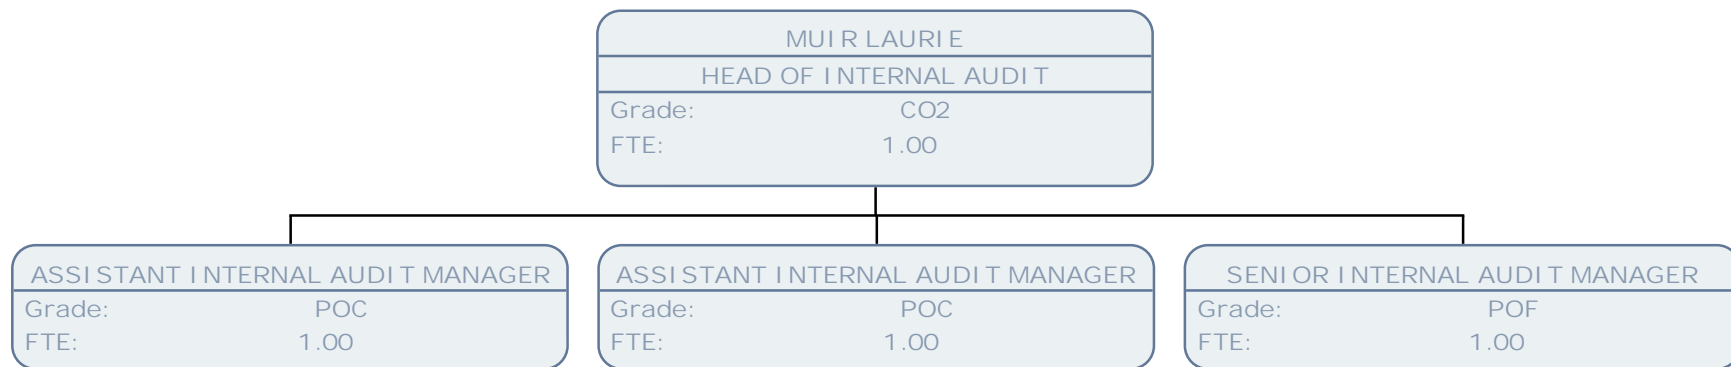 MUIR LAURIE
HEAD OF INTERNAL AUDIT
Grade: CO2
FTE: 1.00
ASSISTANT INTERNAL AUDIT MANAGER
Grade: POC
FTE: 1.00
ASSISTANT INTERNAL AUDIT MANAGER
Grade: POC
FTE: 1.00
SENIOR INTERNAL AUDIT MANAGER
Grade: POF
FTE: 1.00